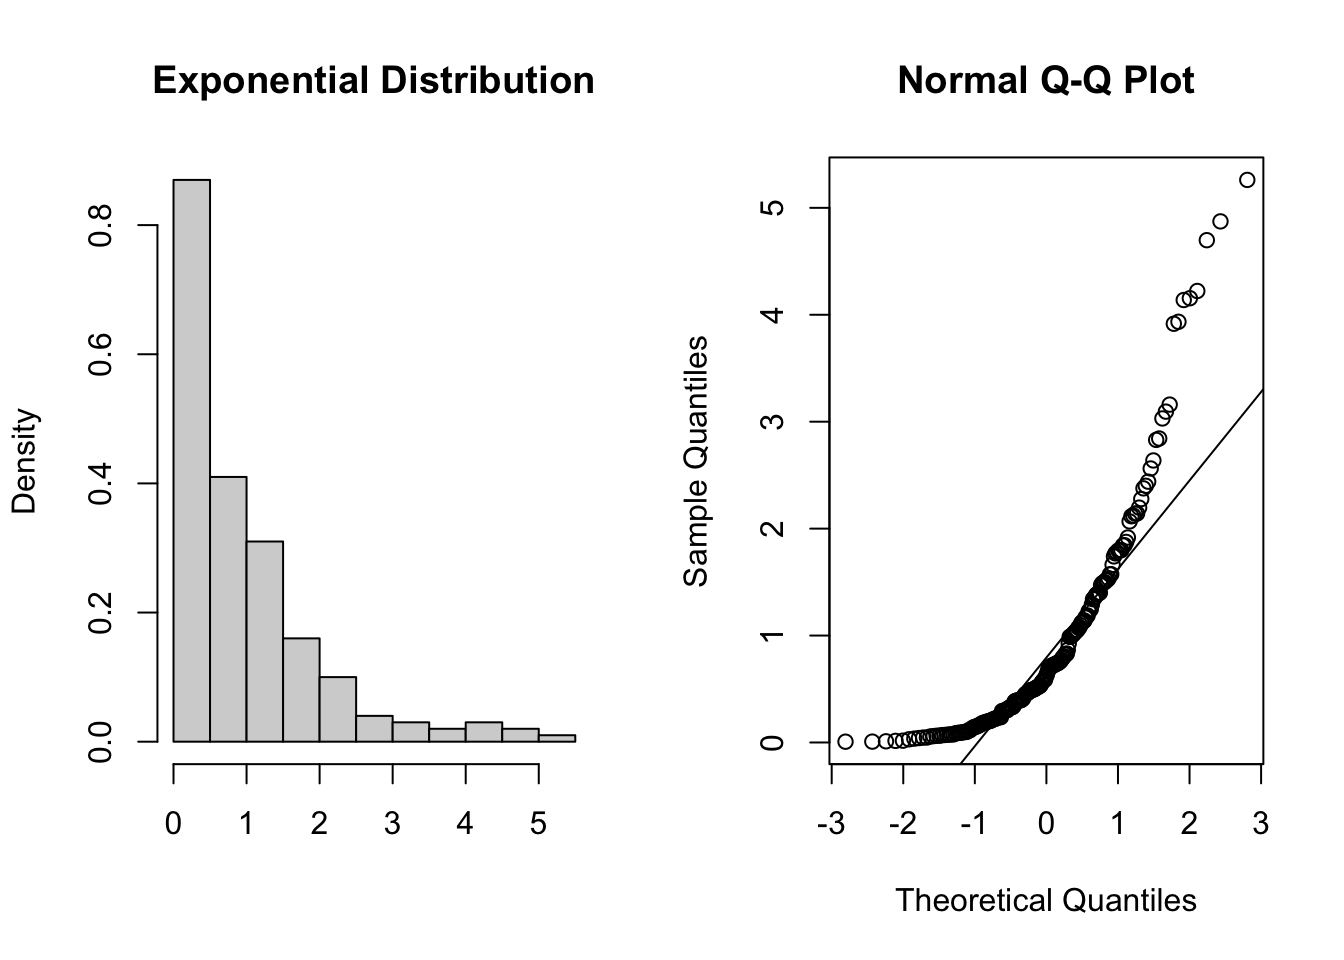 Exponential Distribution
Density
0.0 0.2 0.4 0.6 0.8
0 1 2 3 4 5
Normal Q-Q Plot
Sample Quantiles
0 1 2 3 4 5
-3 -2 -1 0 1 2 3
Theoretical Quantiles